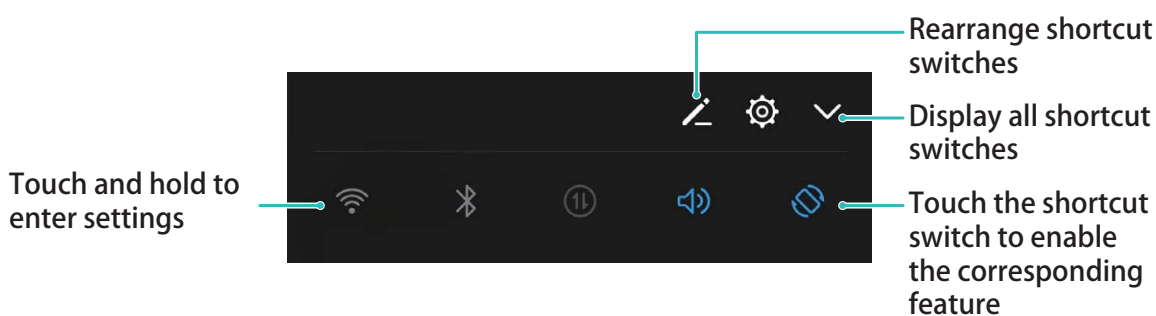 Rearrange shortcut
switches
Display all shortcut
switches
Touch and hold to
enter settings
Touch the shortcut
switch to enable
the corresponding
feature